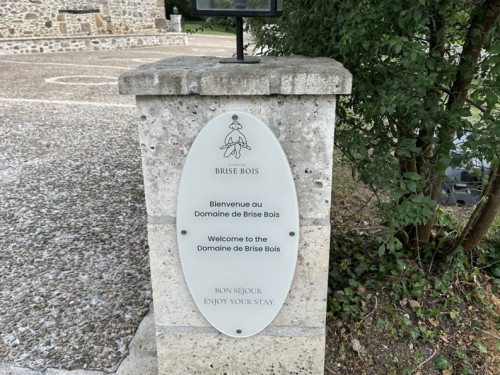 BRISE BOIS
Bienvenue au
Domaine de Brise Bois
Welcome to the
Domaine de Brise Bois
BON SÉJOUR
ENJOY YOUR STAY